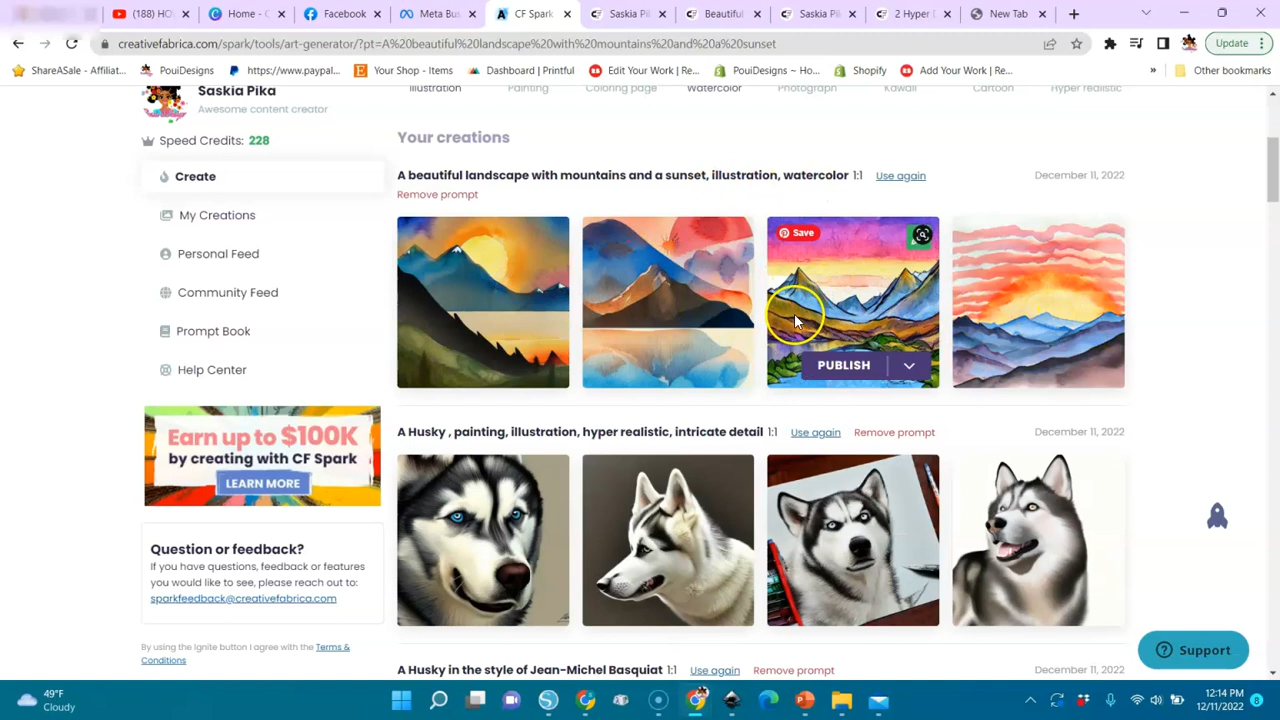 (188) HO
Home - C
Facebook
Meta Bus
CF Spark
Saskia Pi
Beautiful
Saskia Pi
2 Hyper D
New Tab
creativefabrica.com/spark/tools/art-generator/?pt=A%20beautiful%20landscape%20with%20mountains%20and%20a%20sunset
Update
ShareASale - Affiliat...
PouiDesigns
https://www.paypal...
Your Shop - Items
Dashboard | Printful
Edit Your Work | Re...
PouiDesigns ~ Ho...
Shopify
Add Your Work | Re...
»
Other bookmarks
Saskia Pika
Awesome content creator
Illustration Painting Coloring page Watercolor Photograph Kawaii Cartoon Hyper realistic
Speed Credits: 228
Create
My Creations
Personal Feed
Community Feed
Prompt Book
Help Center
Earn up to $100K
by creating with CF Spark
LEARN MORE
Question or feedback?
If you have questions, feedback or features
you would like to see, please reach out to:
sparkfeedback@creativefabrica.com
By using the Ignite button I agree with the Terms &
Conditions
Your creations
A beautiful landscape with mountains and a sunset, illustration, watercolor 1:1 Use again December 11, 2022
Remove prompt
Save
PUBLISH
A Husky , painting, illustration, hyper realistic, intricate detail 1:1 Use again Remove prompt December 11, 2022
A Husky in the style of Jean-Michel Basquiat 1:1 Use again Remove prompt December 11, 2022
Support
49°F
Cloudy
12:14 PM
12/11/2022
8